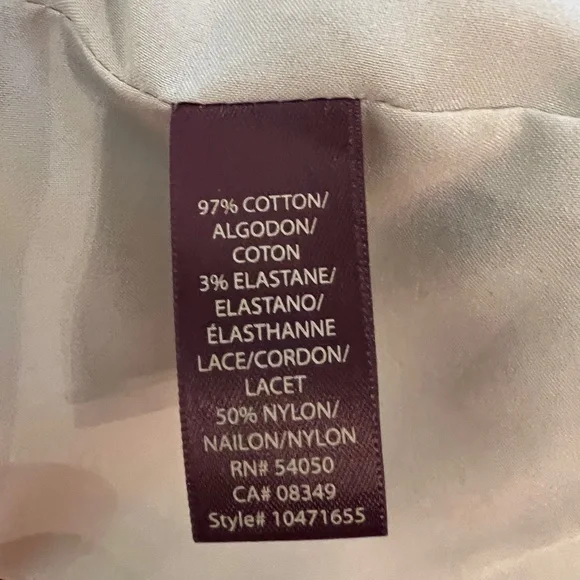 97% COTTON/
ALGODON/
COTON
3% ELASTANE/
ELASTANO/
ÉLASTHANNE
LACE/CORDON/
LACET
50% NYLON/
NAILON/NYLON
RN# 54050
CA# 08349
Style# 10471655